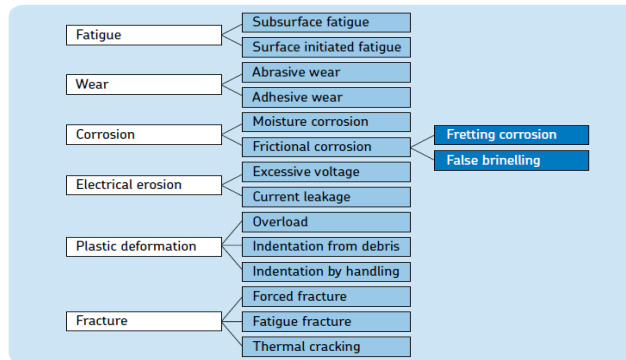 Fatigue
Subsurface fatigue
Surface initiated fatigue
Wear
Abrasive wear
Adhesive wear
Corrosion
Moisture corrosion
Frictional corrosion
Fretting corrosion
False brinelling
Electrical erosion
Excessive voltage
Current leakage
Plastic deformation
Overload
Indentation from debris
Indentation by handling
Fracture
Forced fracture
Fatigue fracture
Thermal cracking